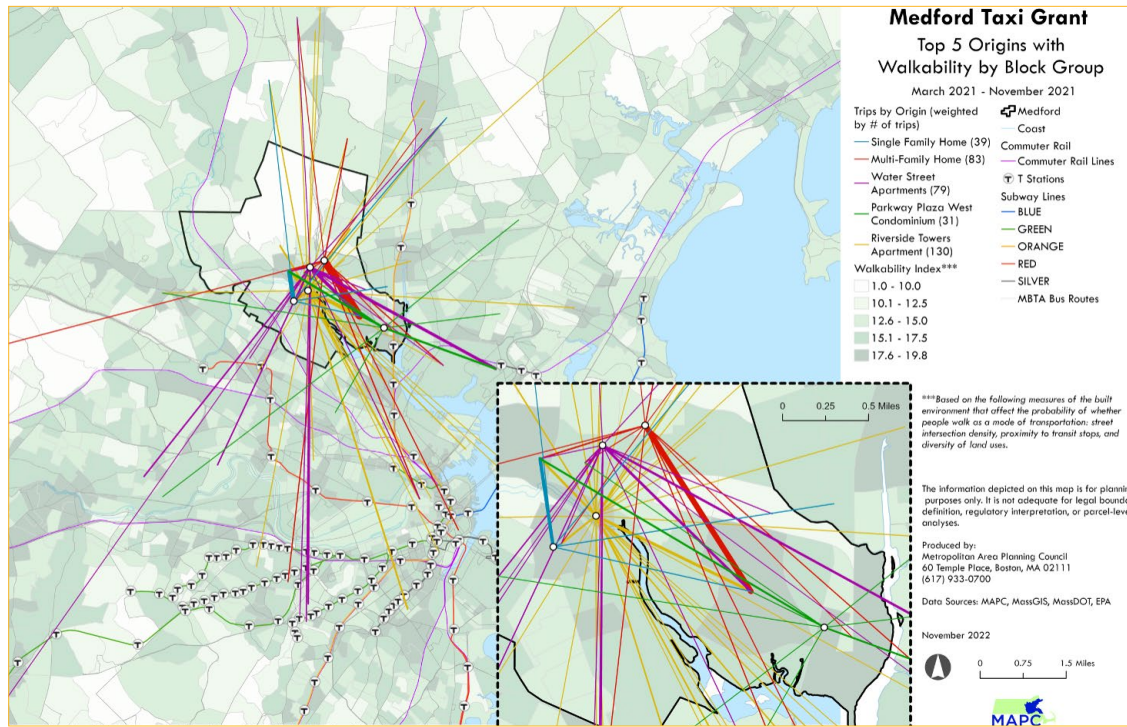 Medford Taxi Grant
Top 5 Origins with
Walkability by Block Group
March 2021 - November 2021
Trips by Origin (weighted
by # of trips)
Single Family Home (39)
Multi-Family Home (83)
Water Street
Apartments (79)
Parkway Plaza West
Condominium (31)
Riverside Towers
Apartment (130)
Walkability Index***
1.0 - 10.0
10.1 - 12.5
12.6 - 15.0
15.1 - 17.5
17.6 - 19.8
Medford
Coast
Commuter Rail
Commuter Rail Lines
T Stations
Subway Lines
BLUE
GREEN
ORANGE
RED
SILVER
MBTA Bus Routes
0 0.25 0.5 Miles
***Based on the following measures of the built
environment that affect the probability of whether
people walk as a mode of transportation: street
intersection density, proximity to transit stops, and
diversity of land uses.
The information depicted on this map is for plannin
purposes only. It is not adequate for legal bounda
definition, regulatory interpretation, or parcel-leve
analyses.
Produced by:
Metropolitan Area Planning Council
60 Temple Place, Boston, MA 02111
(617) 933-0700
Data Sources: MAPC, MassGIS, MassDOT, EPA
November 2022
0 0.75 1.5 Miles
MAPC